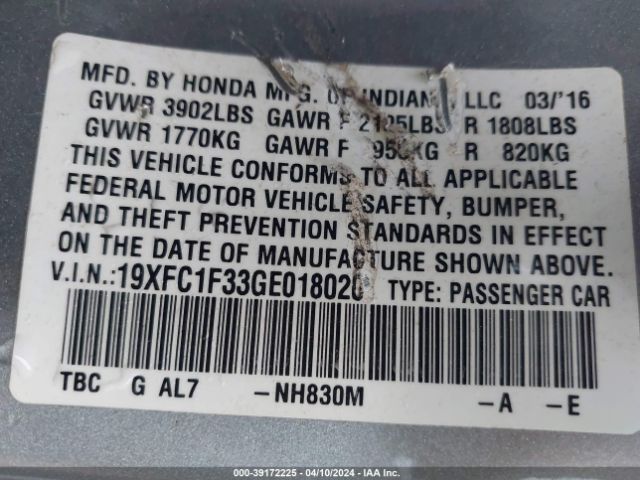 MFD. BY HONDA MFG. OF INDIANA, LLC 03/'16
GVWR 3902LBS GAWR F 2125LBS R 1808LBS
GVWR 1770KG GAWR F KG R 820KG
THIS VEHICLE CONFORMS TO ALL APPLICABLE
FEDERAL MOTOR VEHICLE SAFETY, BUMPER,
AND THEFT PREVENTION STANDARDS IN EFFECT
ON THE DATE OF MANUFACTURE SHOWN ABOVE.
V.I.N.:19XFC1F33GE018020 TYPE: PASSENGER CAR
TBC G AL7 -NH830M -A -E
000-39172225 - 04/10/2024 - IAA Inc.